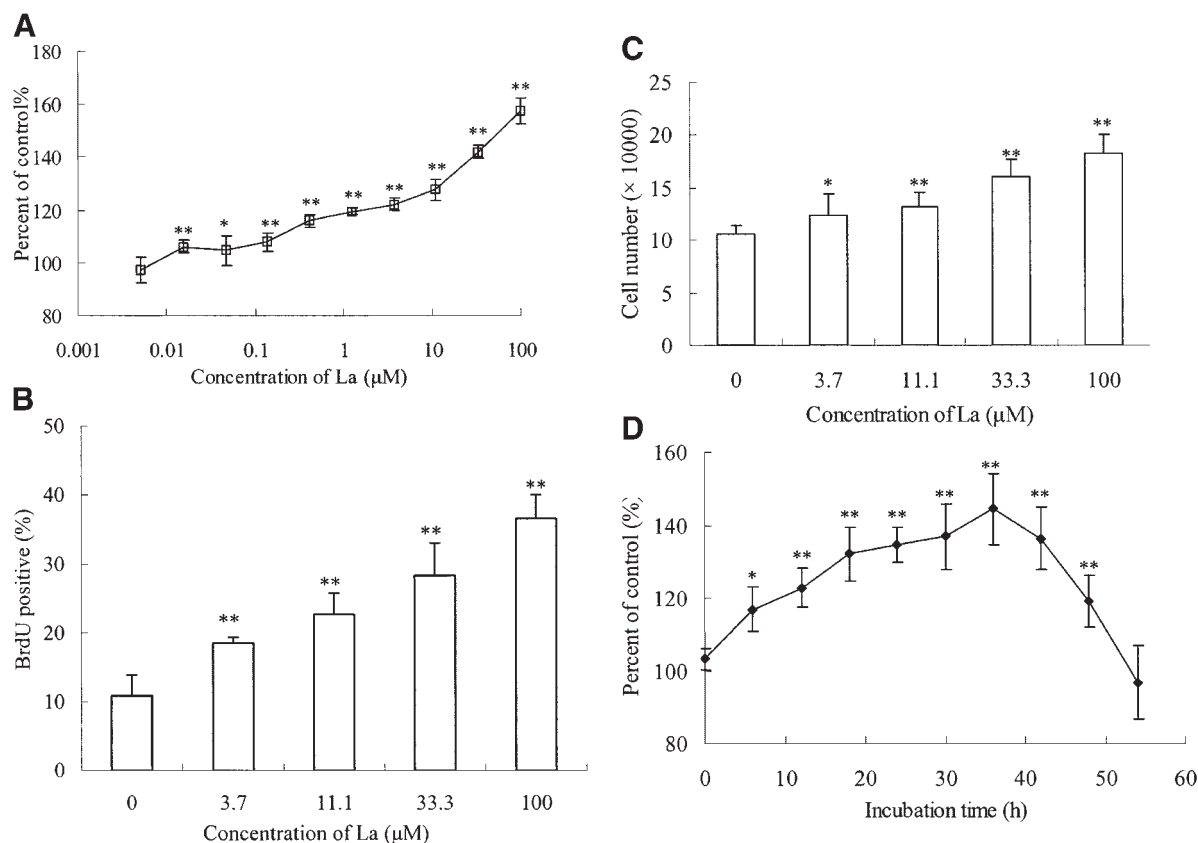 A
Percent of control%
180
160
140
120
100
80
** * ** ** ** ** ** ** **
0.001 0.01 0.1 1 10 100
Concentration of La (μM)
B
BrdU positive (%)
50
40
30
20
10
0
** ** ** **
0 3.7 11.1 33.3 100
Concentration of La (μM)
C
Cell number (× 10000)
25
20
15
10
5
0
* ** ** **
0 3.7 11.1 33.3 100
Concentration of La (μM)
D
Percent of control (%)
160
140
120
100
80
* ** ** ** ** ** ** **
0 10 20 30 40 50 60
Incubation time (h)